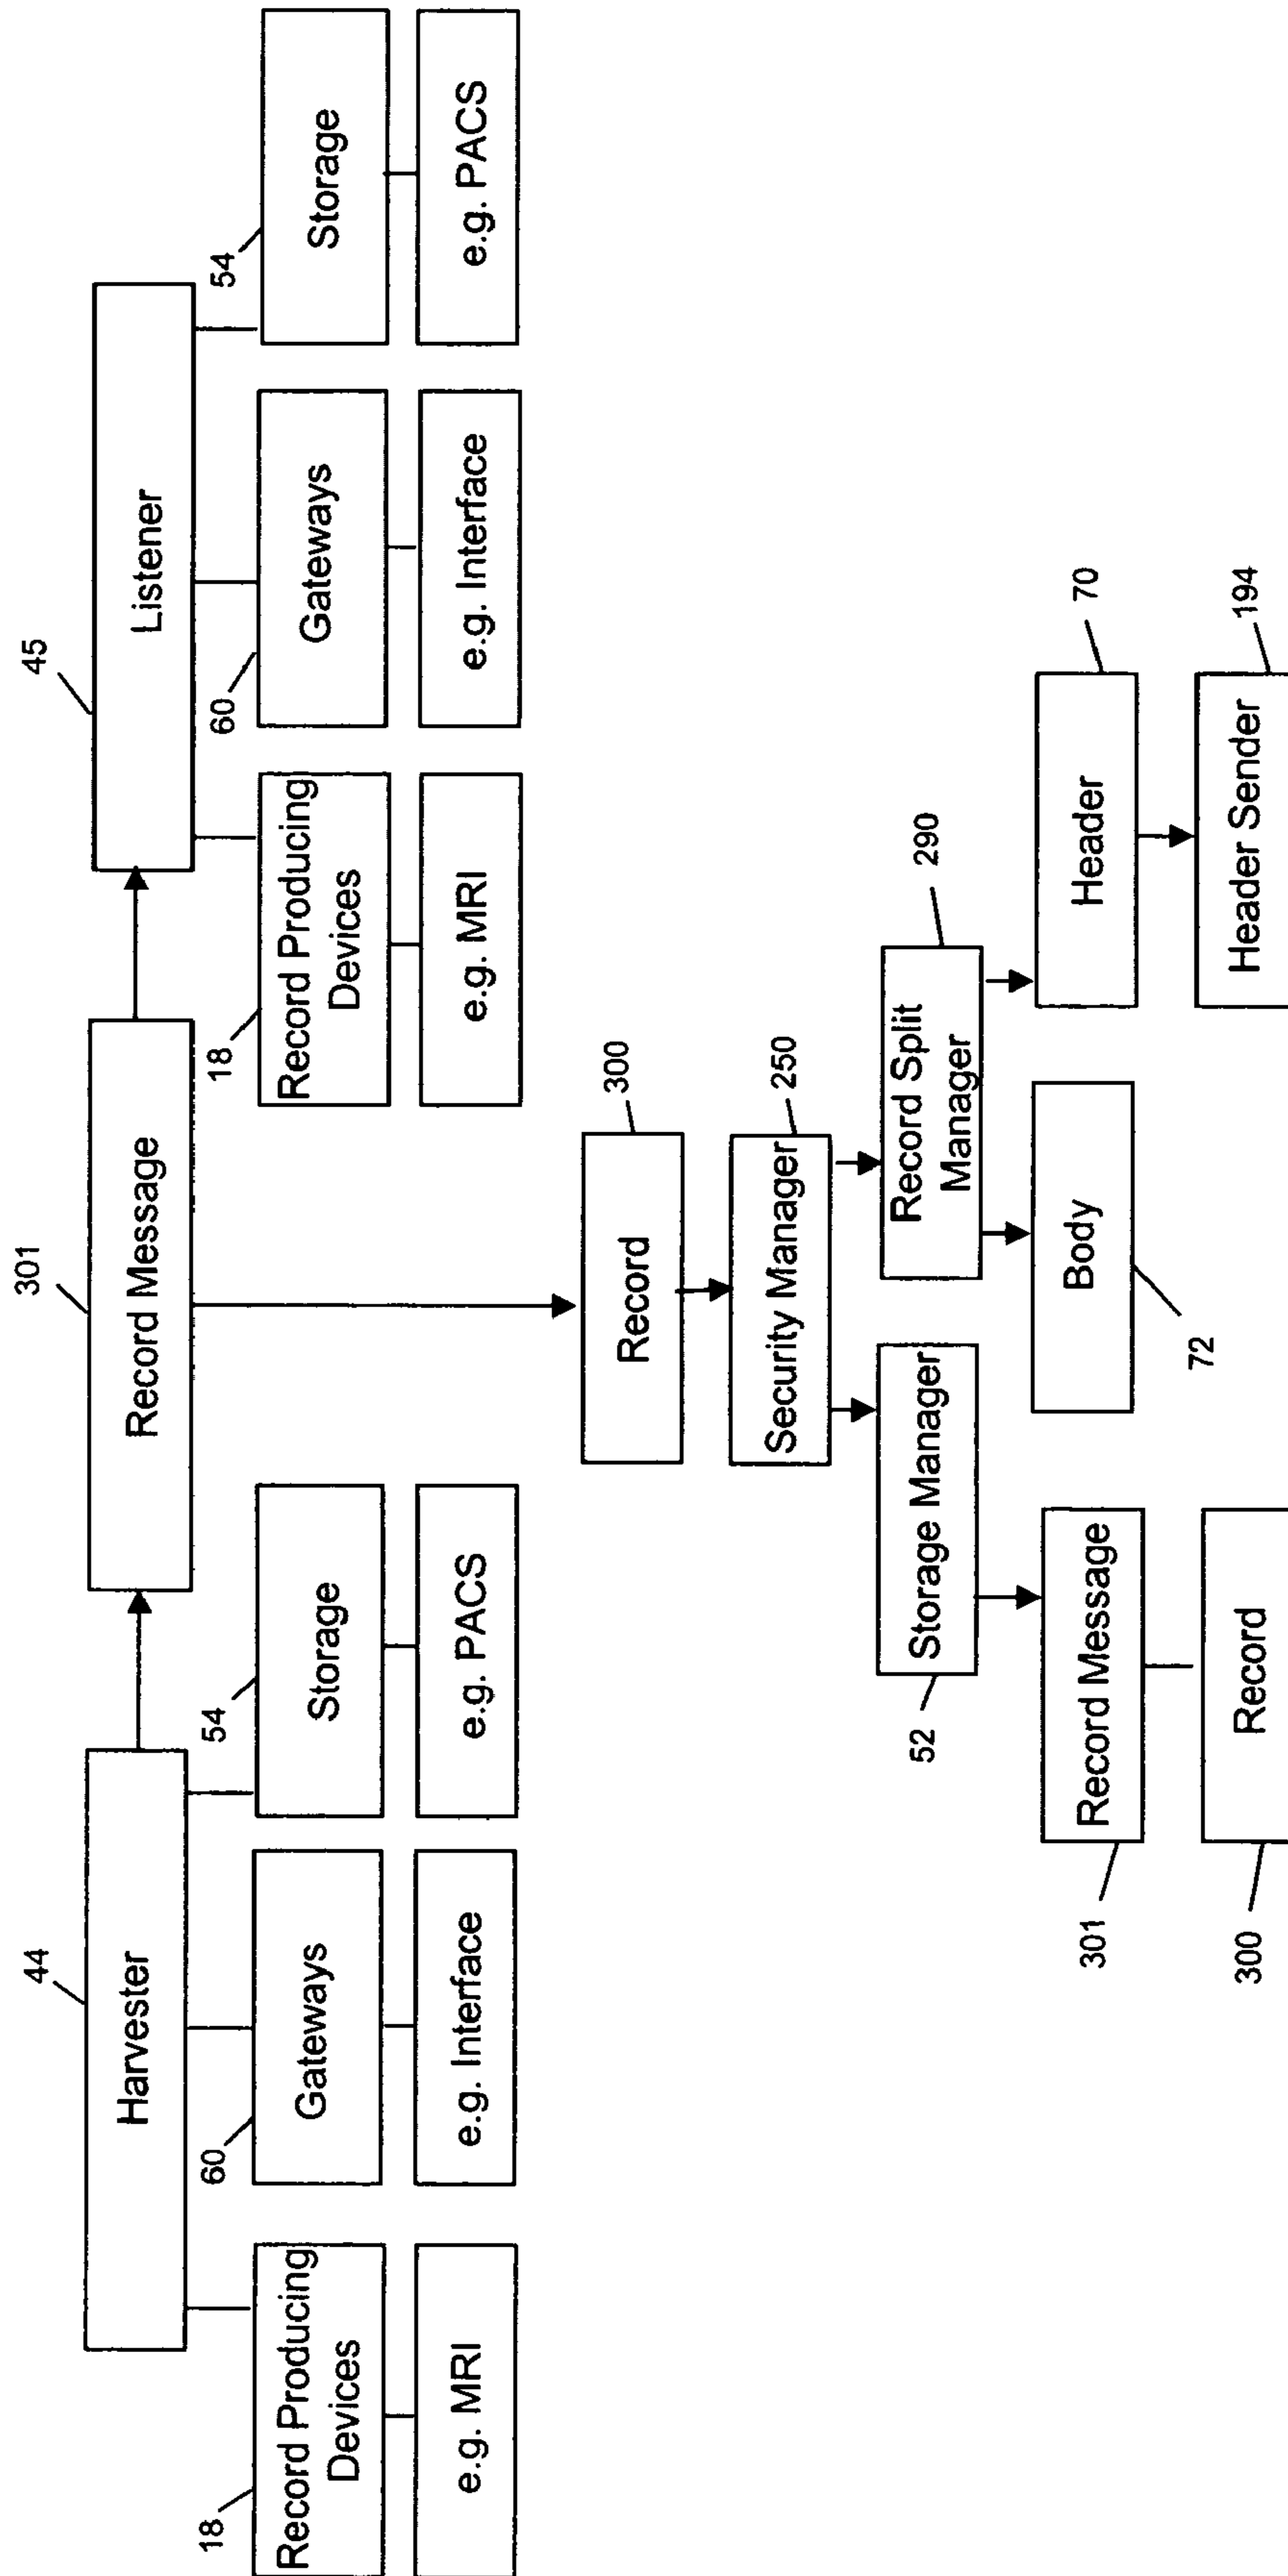 44
Harvester
301
Record Message
45
Listener
18
Record Producing
Devices
60
Gateways
54
Storage
18
Record Producing
Devices
60
Gateways
54
Storage
e.g. MRI
e.g. Interface
e.g. PACS
e.g. MRI
e.g. Interface
e.g. PACS
300
Record
250
Security Manager
52
Storage Manager
290
Record Split
Manager
301
Record Message
72
Body
70
Header
300
Record
194
Header Sender